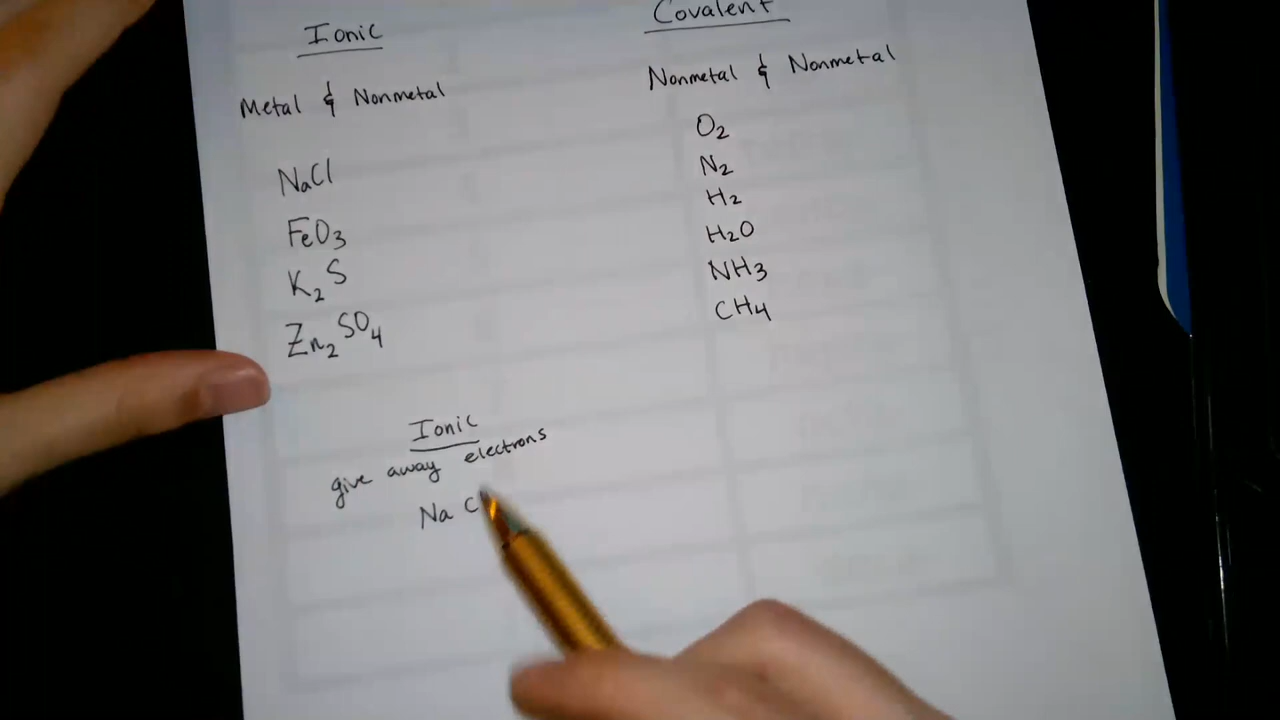 Ionic
Metal & Nonmetal
NaCl
FeO3
K2S
Zn2SO4
Covalent
Nonmetal & Nonmetal
O2
N2
H2
H2O
NH3
CH4
Ionic
give away electrons
Na C